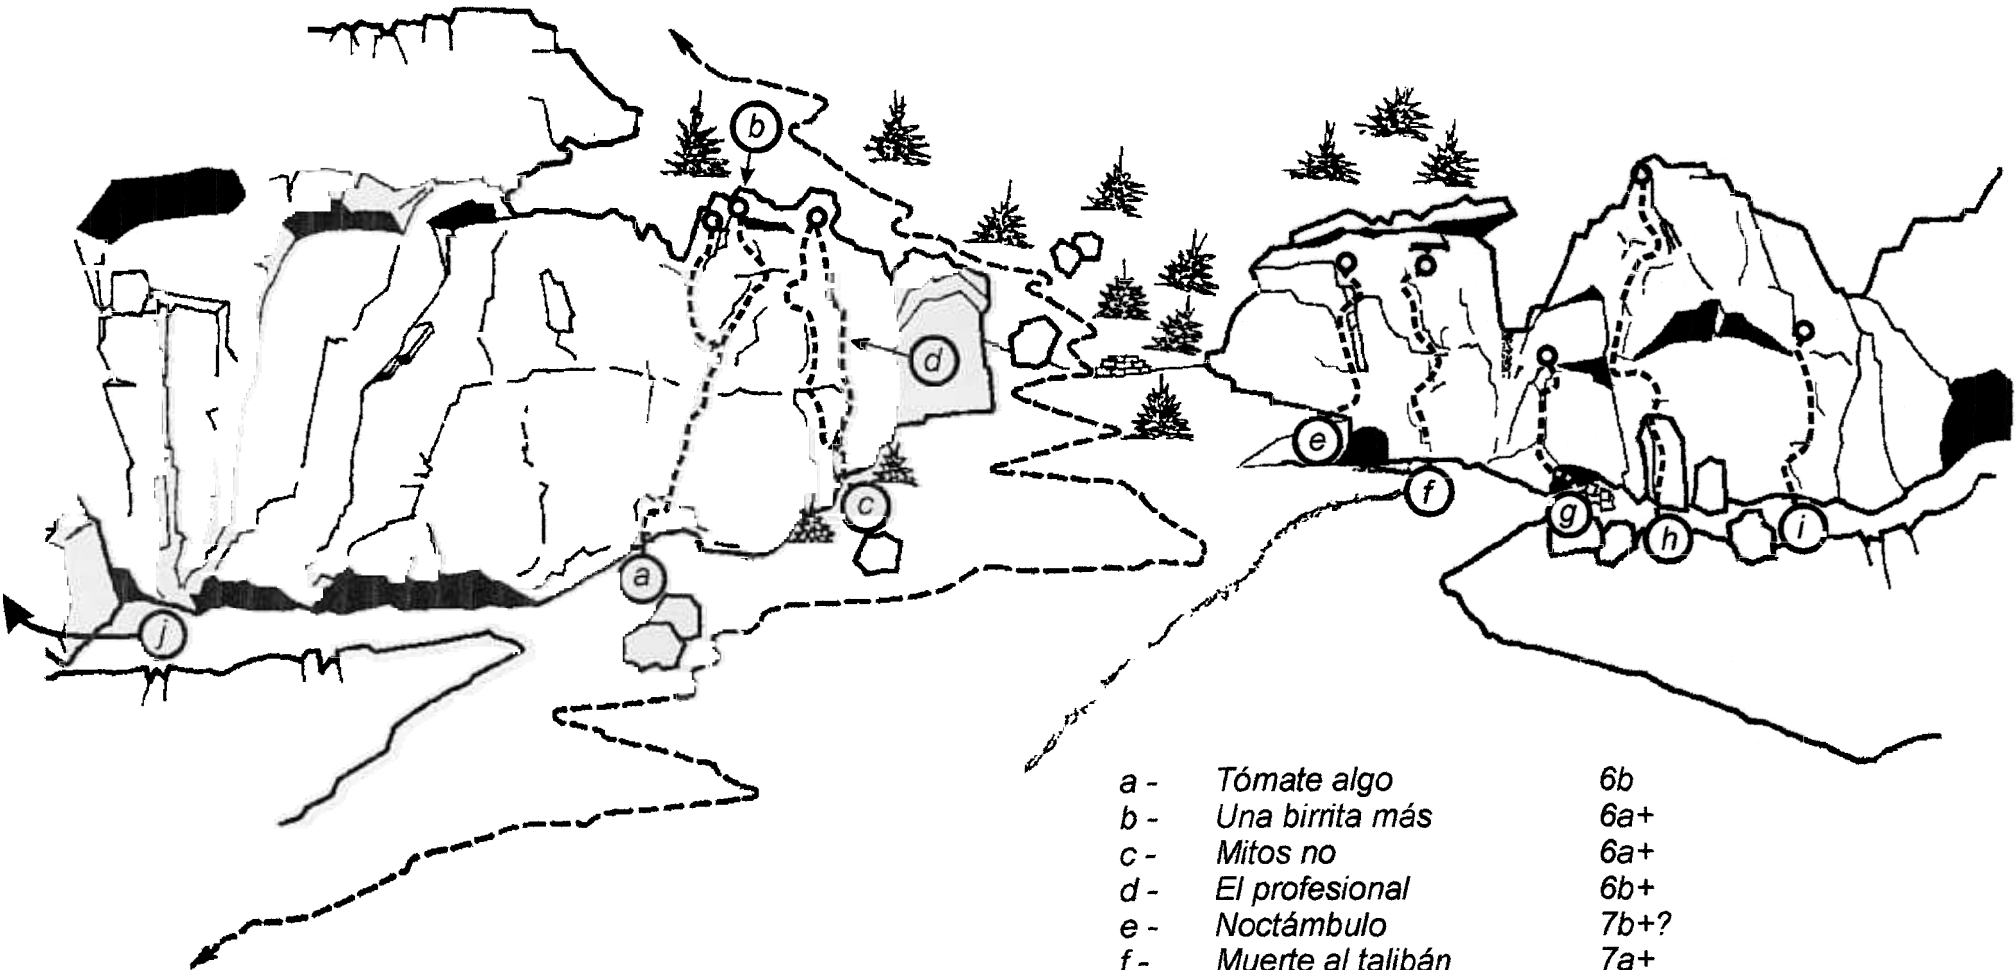 b
d
e
c
f
g
h
i
a
j
a - Tómate algo 6b
b - Una birrita más 6a+
c - Mitos no 6a+
d - El profesional 6b+
e - Noctámbulo 7b+?
f - Muerte al talibán 7a+